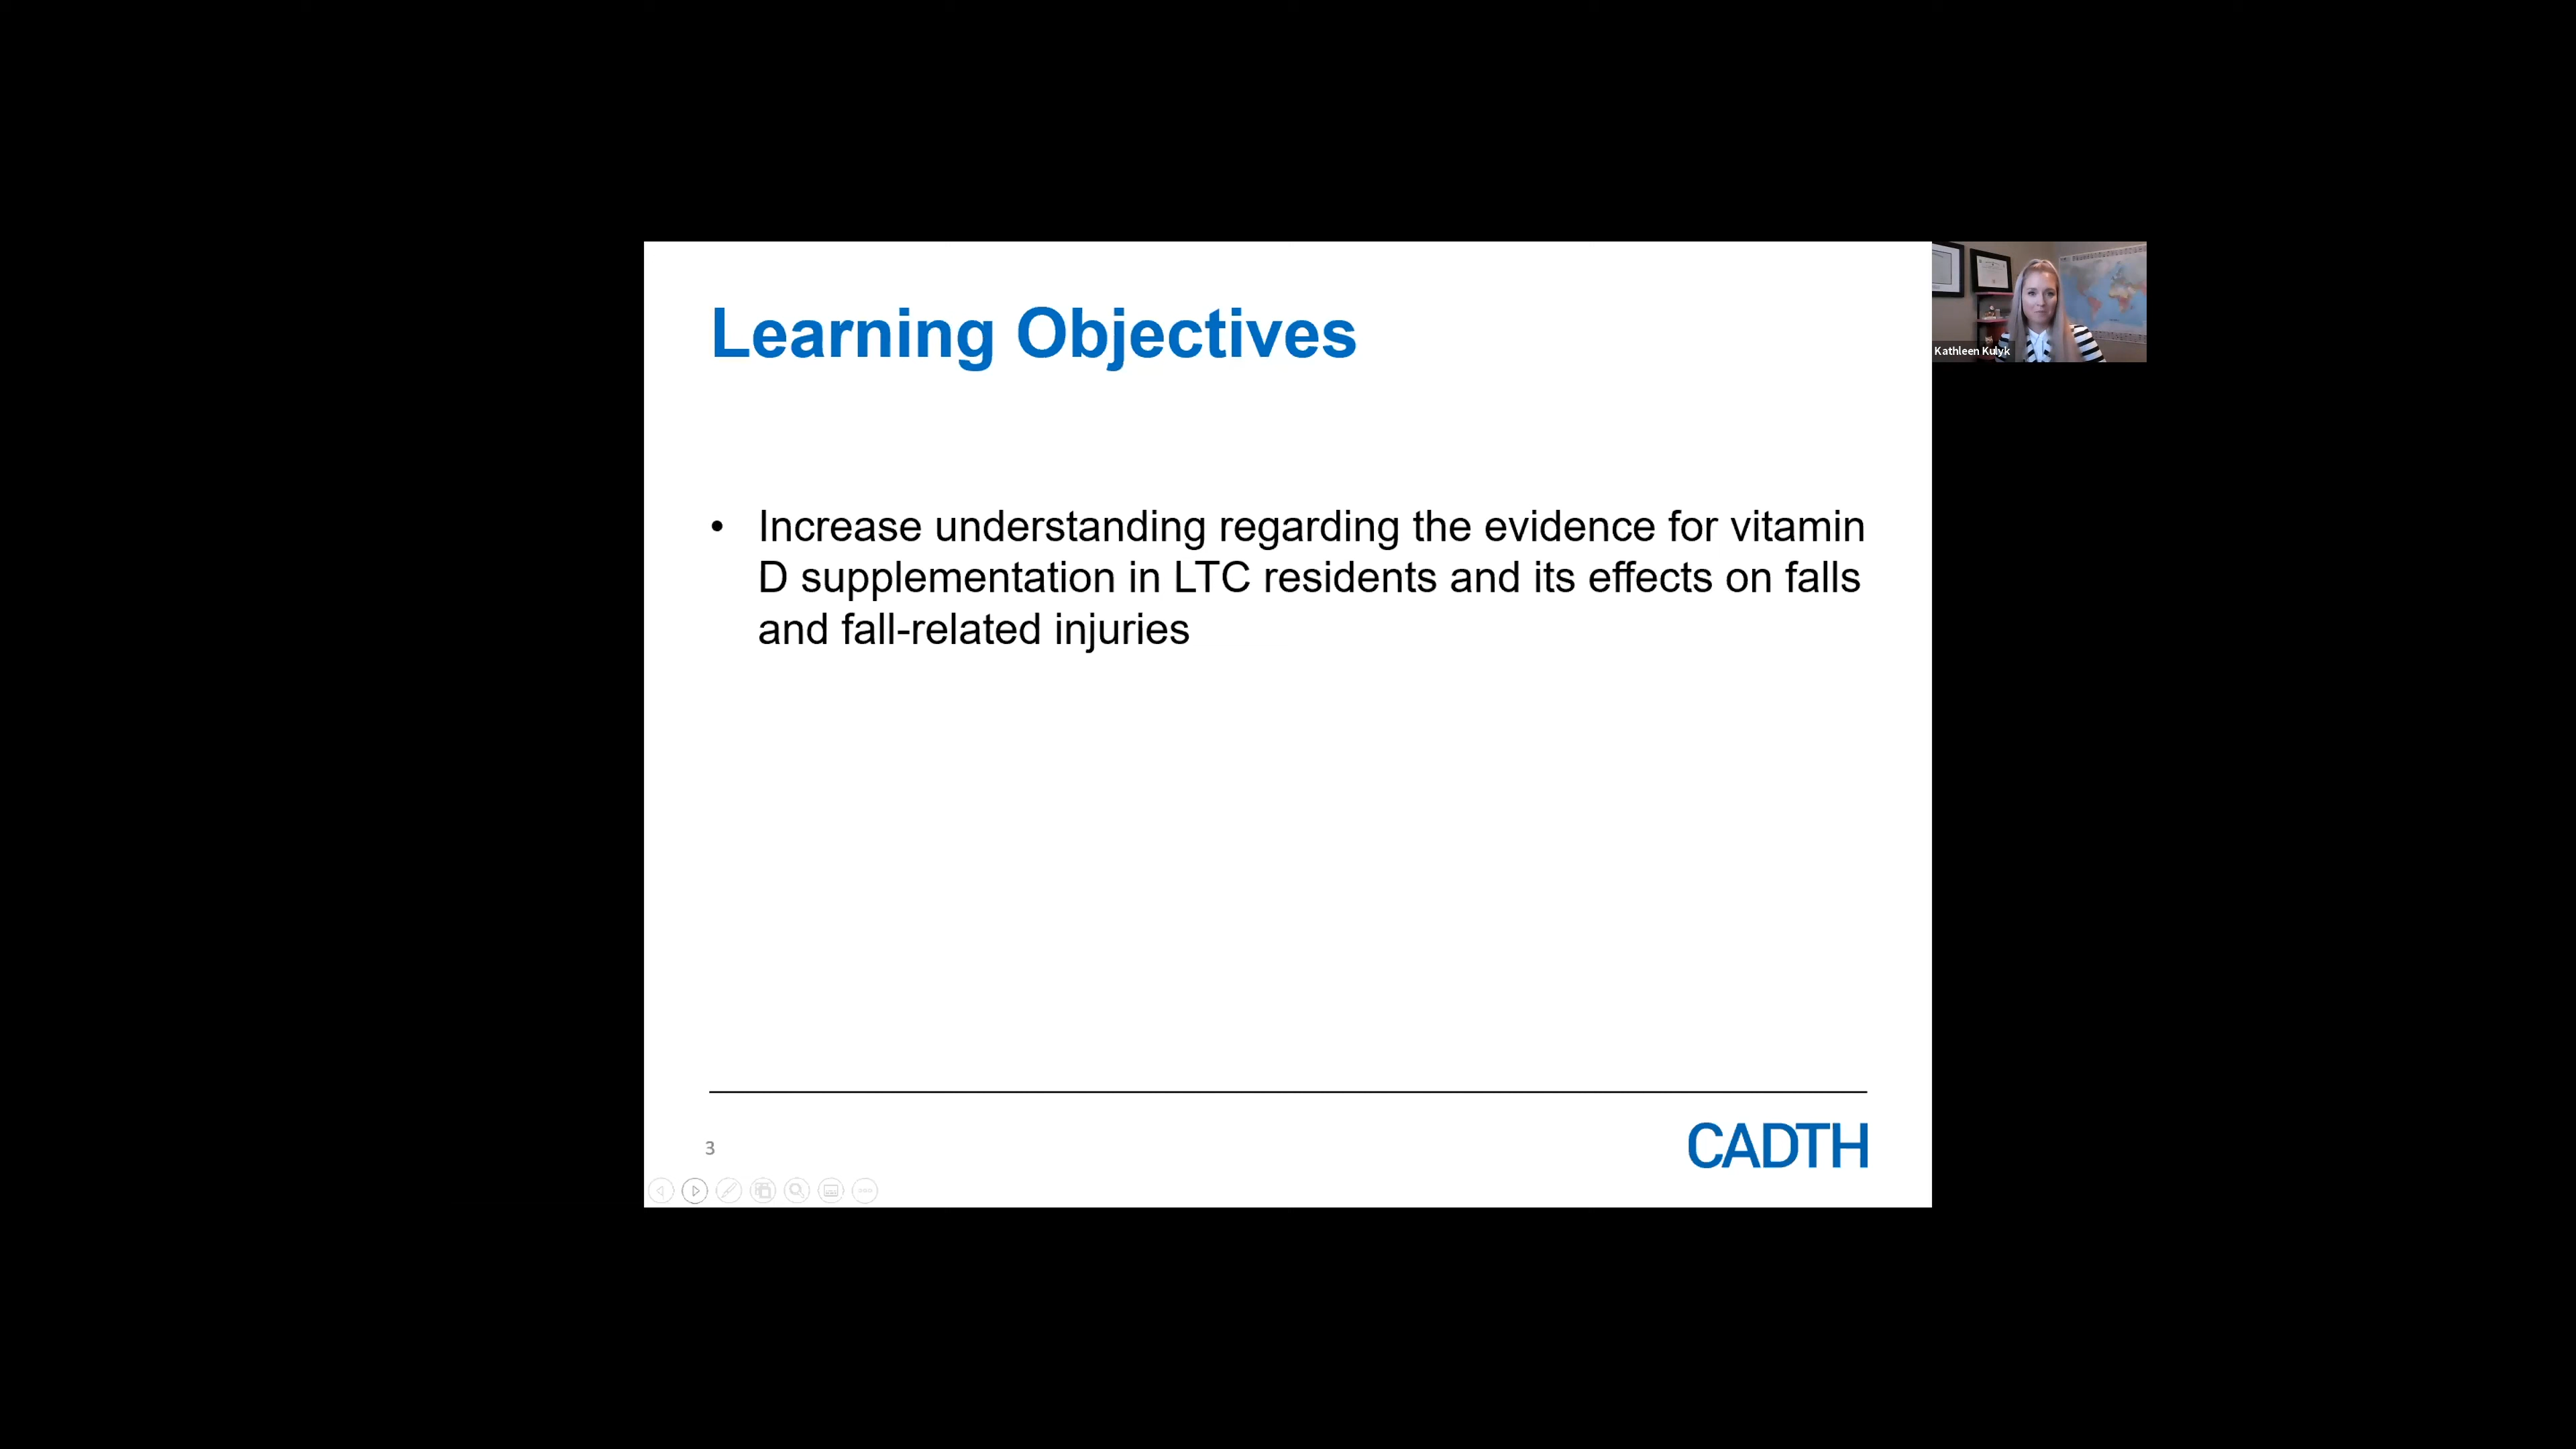 Learning Objectives
• Increase understanding regarding the evidence for vitamin
D supplementation in LTC residents and its effects on falls
and fall-related injuries
3
CADTH
Kathleen Kulyk